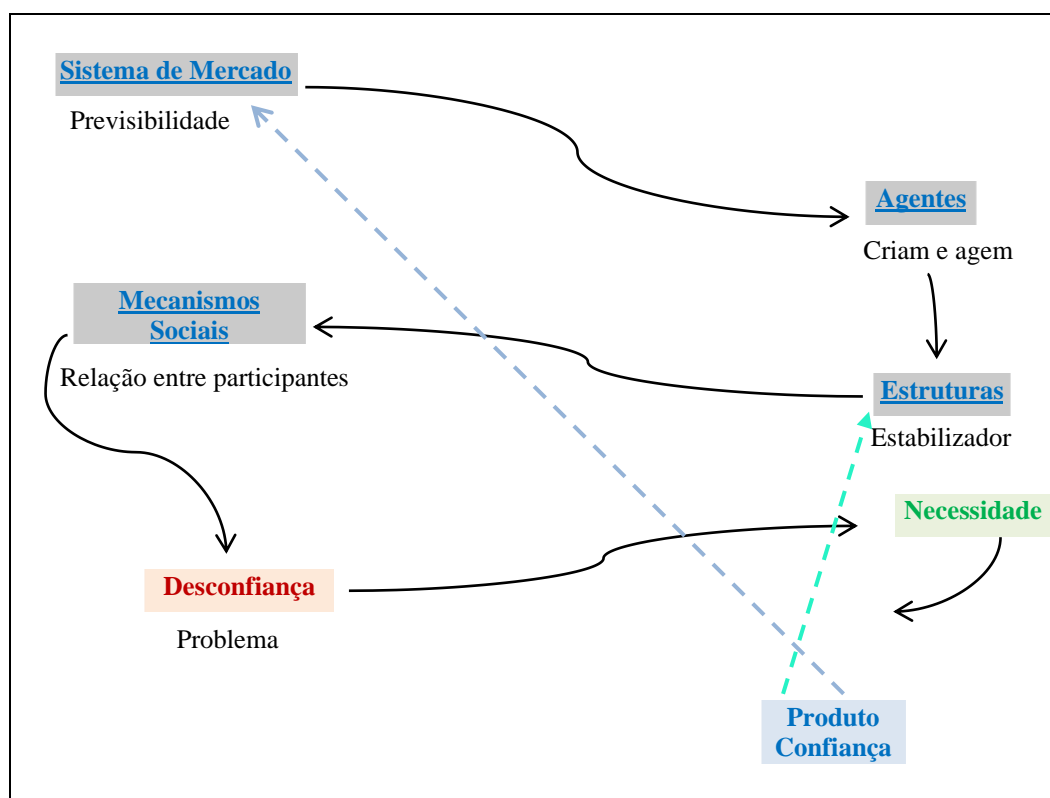 Sistema de Mercado
Previsibilidade
Agentes
Criam e agem
Mecanismos
Sociais
Relação entre participantes
Estruturas
Estabilizador
Necessidade
Desconfiança
Problema
Produto
Confiança